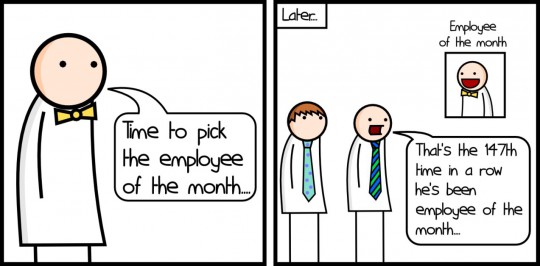 Time to pick
the employee
of the month....
Later...
Employee
of the month
That's the 147th
time in a row
he's been
employee of the
month...